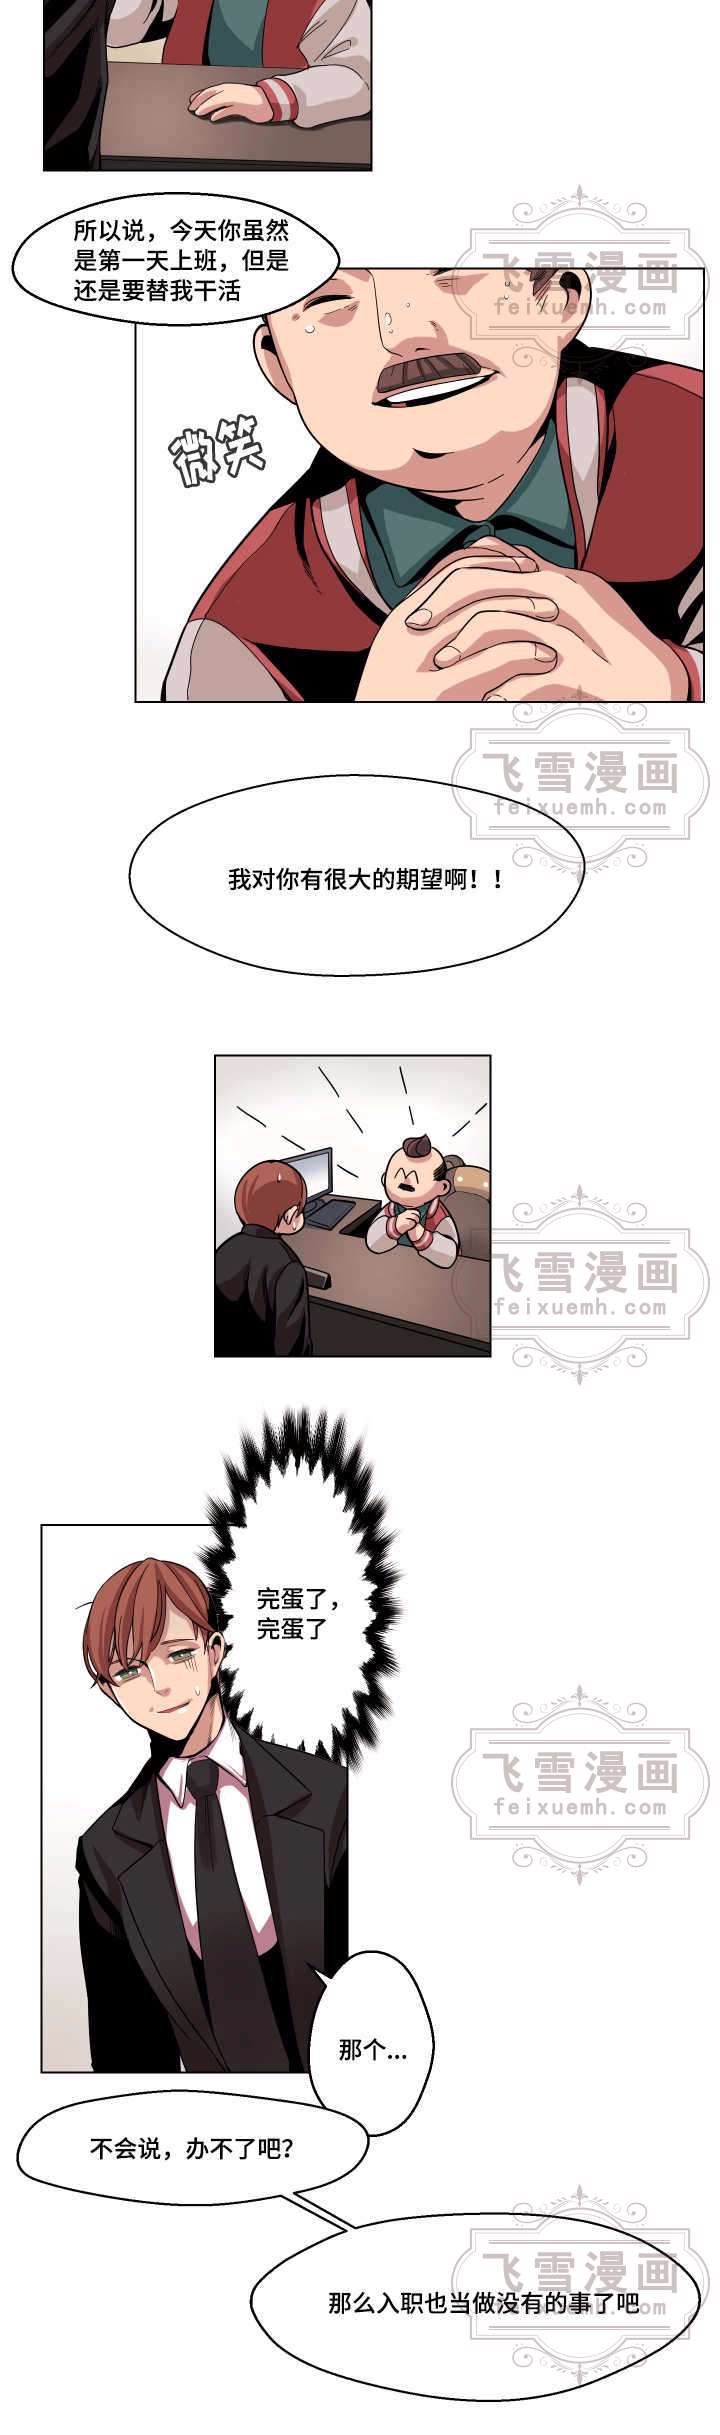 所以说，今天你虽然
是第一天上班，但是
还是要替我干活
飞雪漫画
feixuemh.com
微笑
飞雪漫画
feixuemh.com
我对你有很大的期望啊！！
飞雪漫画
feixuemh.com
完蛋了，
完蛋了
飞雪漫画
feixuemh.com
那个...
不会说，办不了吧？
飞雪漫画
feixuemh.com
那么入职也当做没有的事了吧